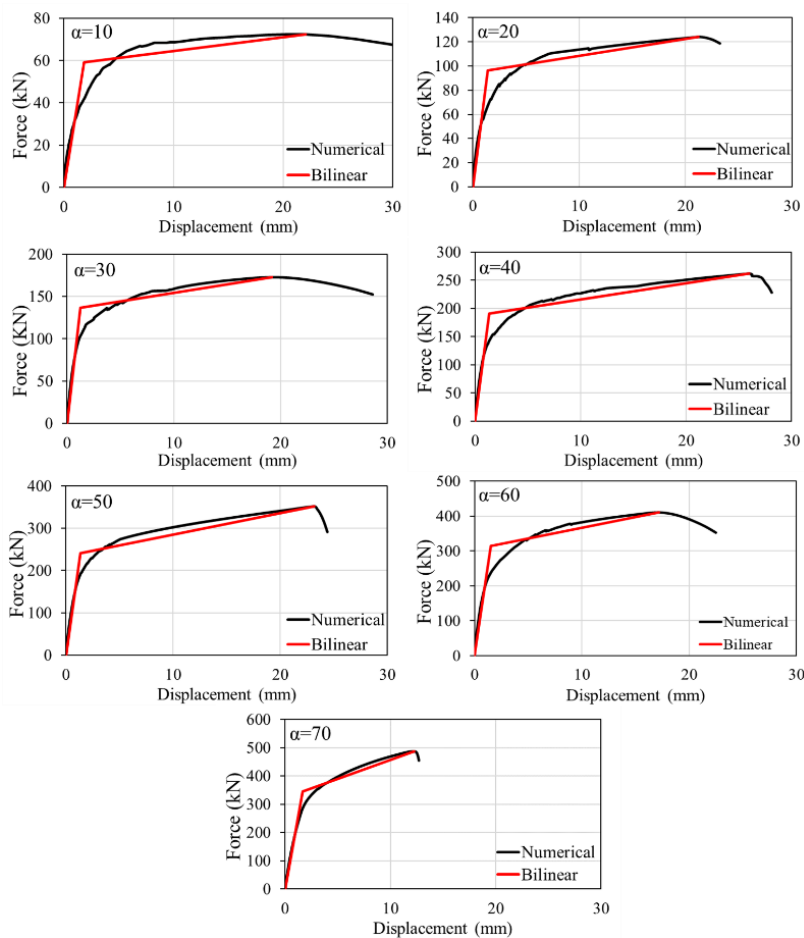 α=10
80
60
40
20
0
Force (kN)
Numerical
Bilinear
0 10 20 30
Displacement (mm)
α=20
140
120
100
80
60
40
20
0
Force (kN)
Numerical
Bilinear
0 10 20 30
Displacement (mm)
α=30
200
150
100
50
0
Force (KN)
0 10 20 30
Displacement (mm)
α=40
300
250
200
150
100
50
0
Force (kN)
Numerical
Bilinear
0 10 20 30
Displacement (mm)
α=50
400
300
200
100
0
Force (kN)
Numerical
Bilinear
0 10 20 30
Displacement (mm)
α=60
500
400
300
200
100
0
Force (kN)
Numerical
Bilinear
0 10 20 30
Displacement (mm)
α=70
600
500
400
300
200
100
0
Force (kN)
Numerical
Bilinear
0 10 20 30
Displacement (mm)